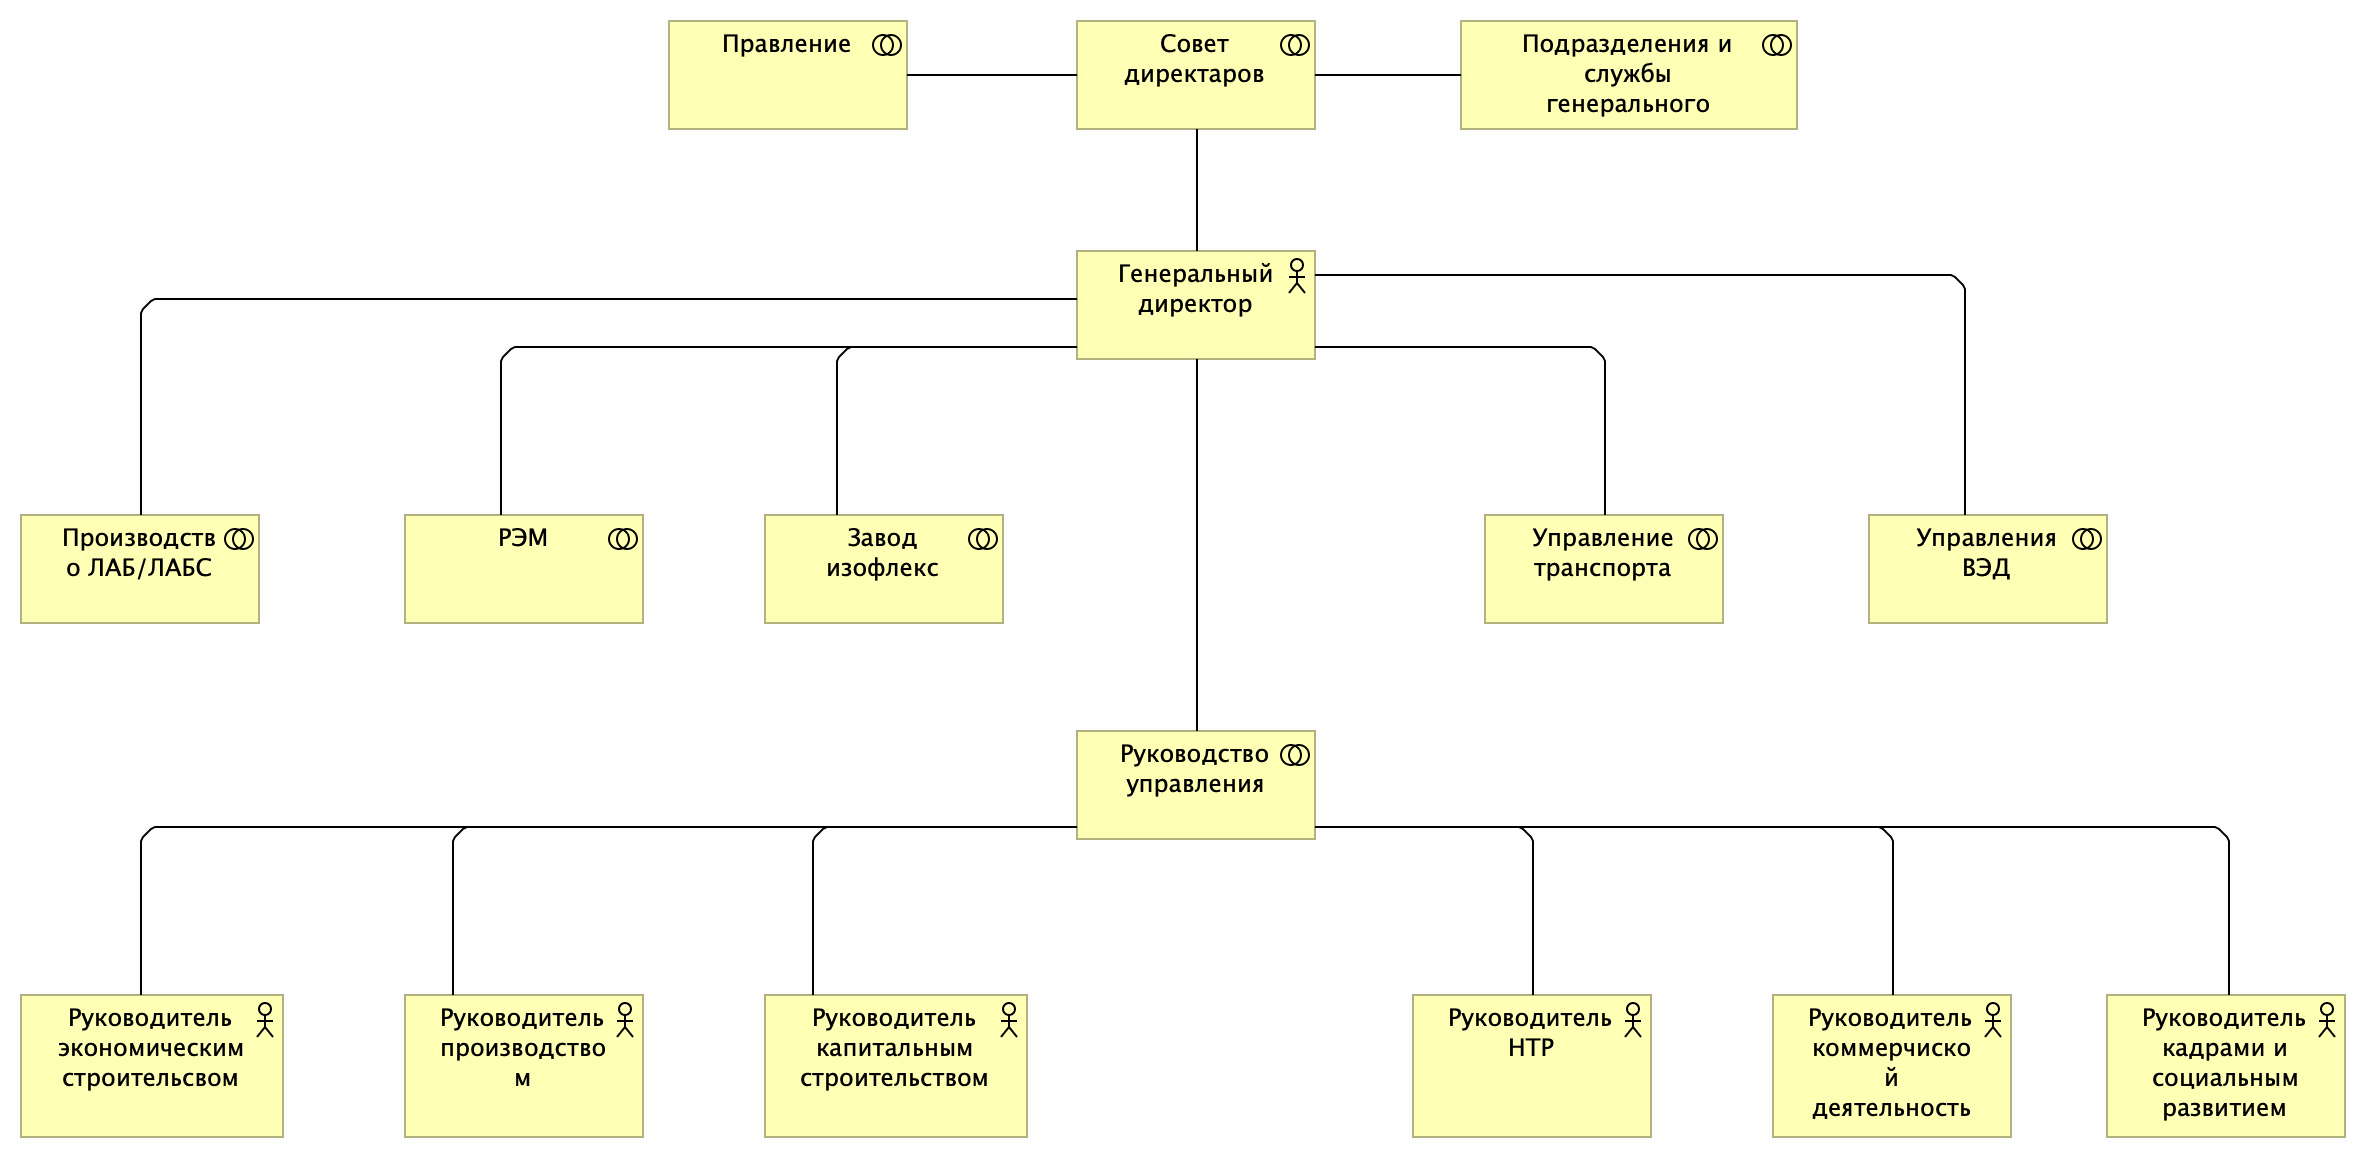 Правление
Совет
директаров
Подразделения и
службы
генерального
Генеральный
директор
Производств
о ЛАБ/ЛАБС
РЭМ
Завод
изофлекс
Управление
транспорта
Управления
ВЭД
Руководство
управления
Руководитель
экономическим
строительсвом
Руководитель
производство
м
Руководитель
капитальным
строительством
Руководитель
НТР
Руководитель
коммерчиско
й
деятельность
Руководитель
кадрами и
социальным
развитием